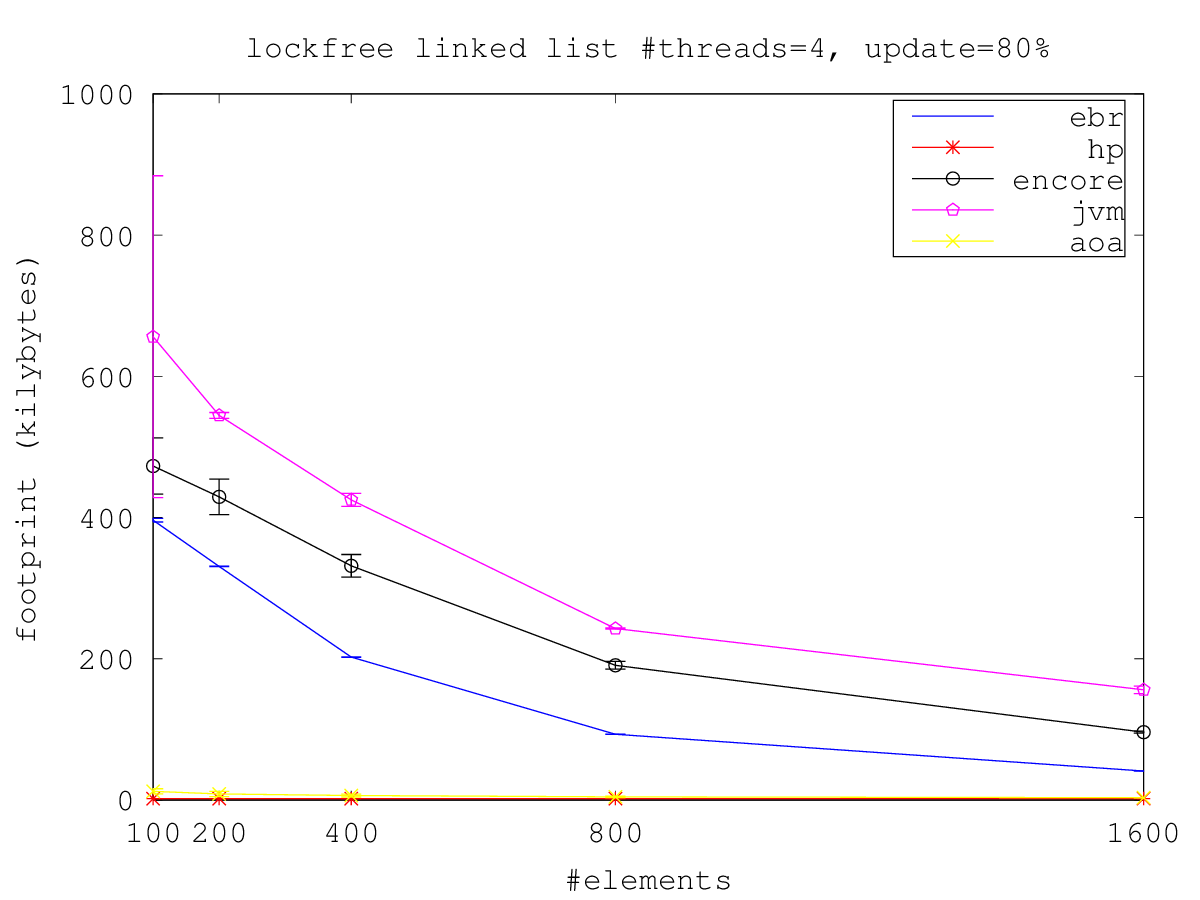 lockfree linked list #threads=4, update=80%
1000
800
600
400
200
0
footprint (kilybytes)
ebr
hp
encore
jvm
aoa
100 200 400 800 1600
#elements